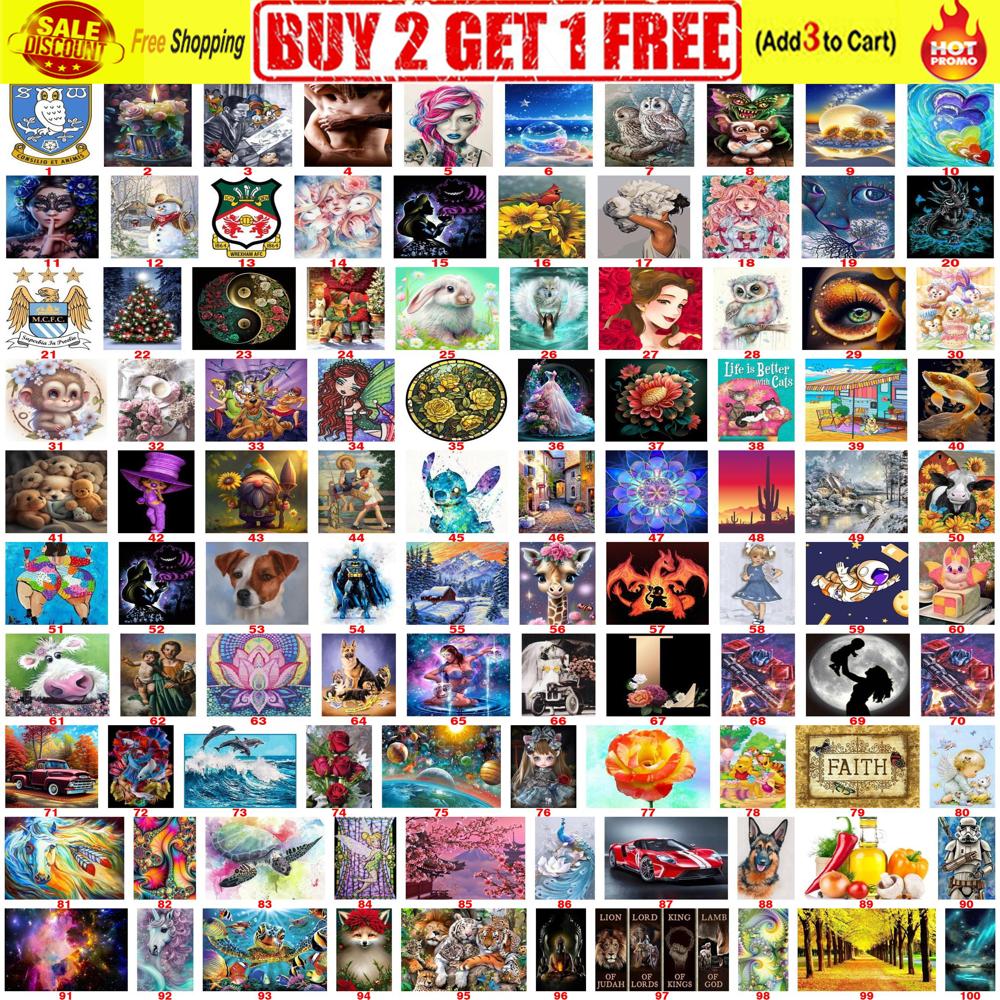 SALE
DISCOUNT
Free Shopping
BUY 2 GET 1 FREE
(Add 3 to Cart)
HOT
PROMO
S W
CONSILIO ET ANIMIS
1 2 3 4 5 6 7 8 9 10
1864 WREXHAM AFC 1864
11 12 13 14 15 16 17 18 19 20
M.C.F.C.
Superbia In Proelia
21 22 23 24 25 26 27 28 29 30
Life is Better
with Cats
31 32 33 34 35 36 37 38 39 40
41 42 43 44 45 46 47 48 49 50
51 52 53 54 55 56 57 58 59 60
I
61 62 63 64 65 66 67 68 69 70
FAITH
71 72 73 74 75 76 77 78 79 80
81 82 83 84 85 86 87 88 89 90
LION LORD KING LAMB
OF OF OF OF
JUDAH LORDS KINGS GOD
91 92 93 94 95 96 97 98 99 100